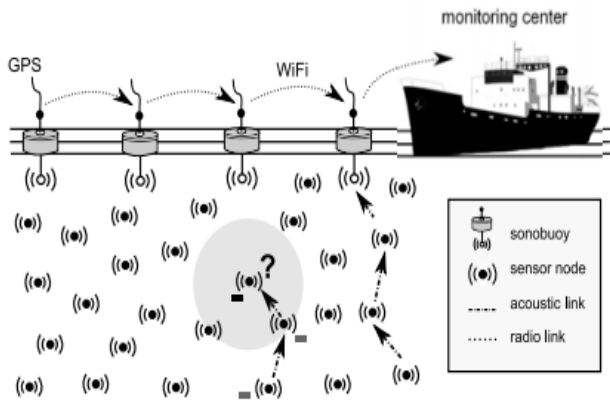 monitoring center
GPS
WiFi
?
sonobuoy
sensor node
acoustic link
radio link